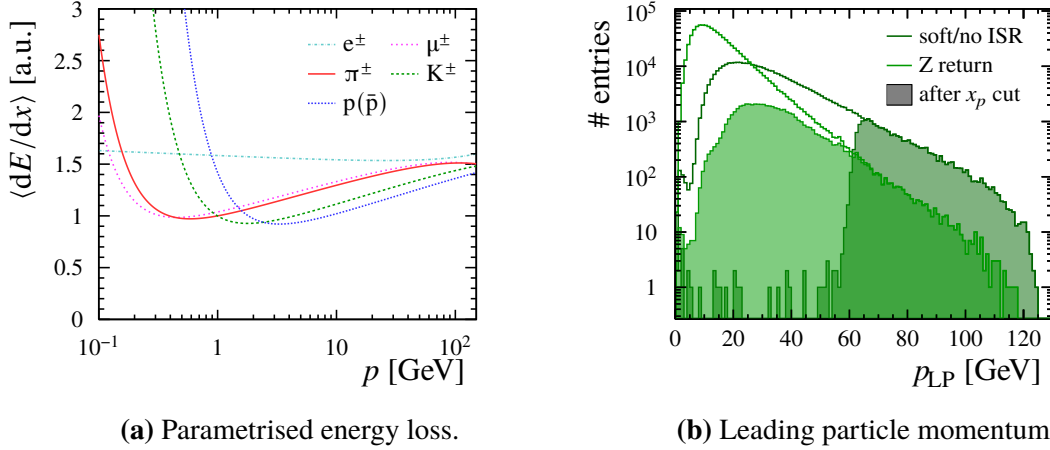 ⟨dE/dx⟩ [a.u.]
3
2.5
2
1.5
1
0.5
0
e± μ±
π± K±
p(p̄)
10⁻¹ 1 10 10²
p [GeV]
(a) Parametrised energy loss.
# entries
10⁵
10⁴
10³
10²
10
1
soft/no ISR
Z return
after xₚ cut
0 20 40 60 80 100 120
p_LP [GeV]
(b) Leading particle momentum